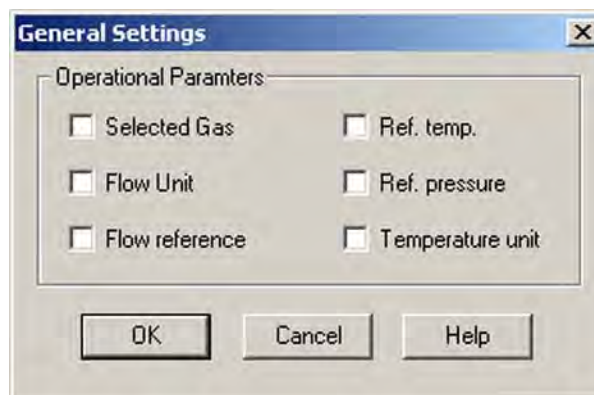 General Settings
Operational Paramters
Selected Gas
Ref. temp.
Flow Unit
Ref. pressure
Flow reference
Temperature unit
OK
Cancel
Help